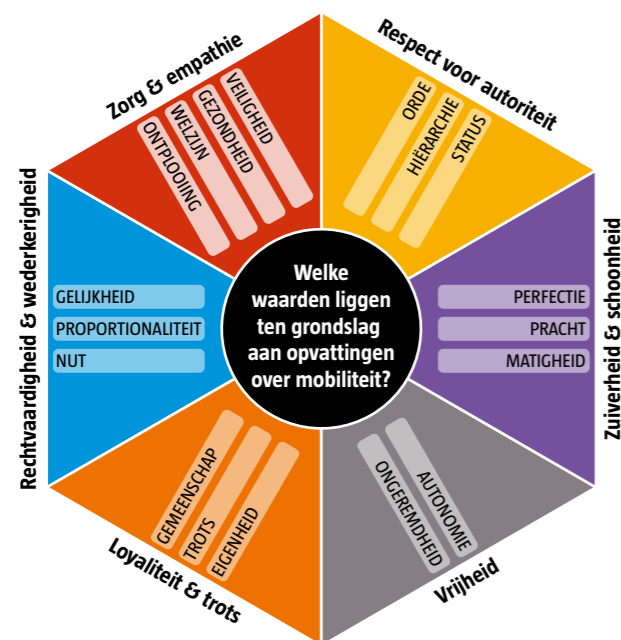 Zorg & empathie
VEILIGHEID
GEZONDHEID
WELZIJN
ONTPLOOIING
Respect voor autoriteit
ORDE
HIËRARCHIE
STATUS
Zuiverheid & schoonheid
PERFECTIE
PRACHT
MATIGHEID
Vrijheid
AUTONOMIE
ONGEREMDHEID
Loyaliteit & trots
GEMEENSCHAP
TROTS
EIGENHEID
Rechtvaardigheid & wederkerigheid
GELIJKHEID
PROPORTIONALITEIT
NUT
Welke
waarden liggen
ten grondslag
aan opvattingen
over mobiliteit?